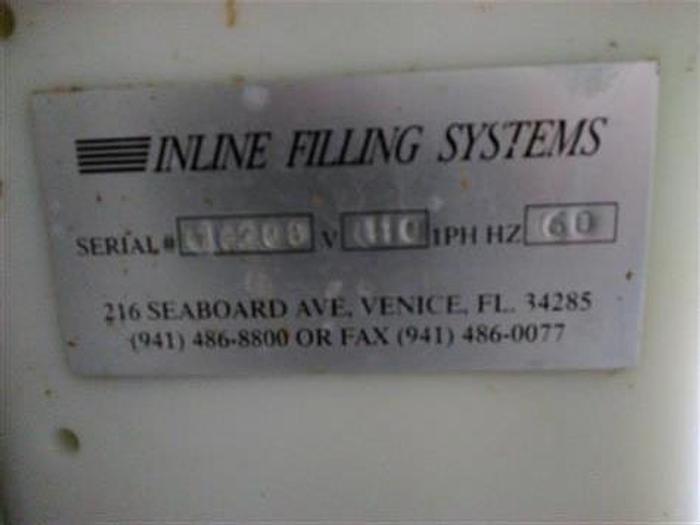 INLINE FILLING SYSTEMS
SERIAL # V 110 1PH HZ 60
216 SEABOARD AVE, VENICE, FL. 34285
(941) 486-8800 OR FAX (941) 486-0077